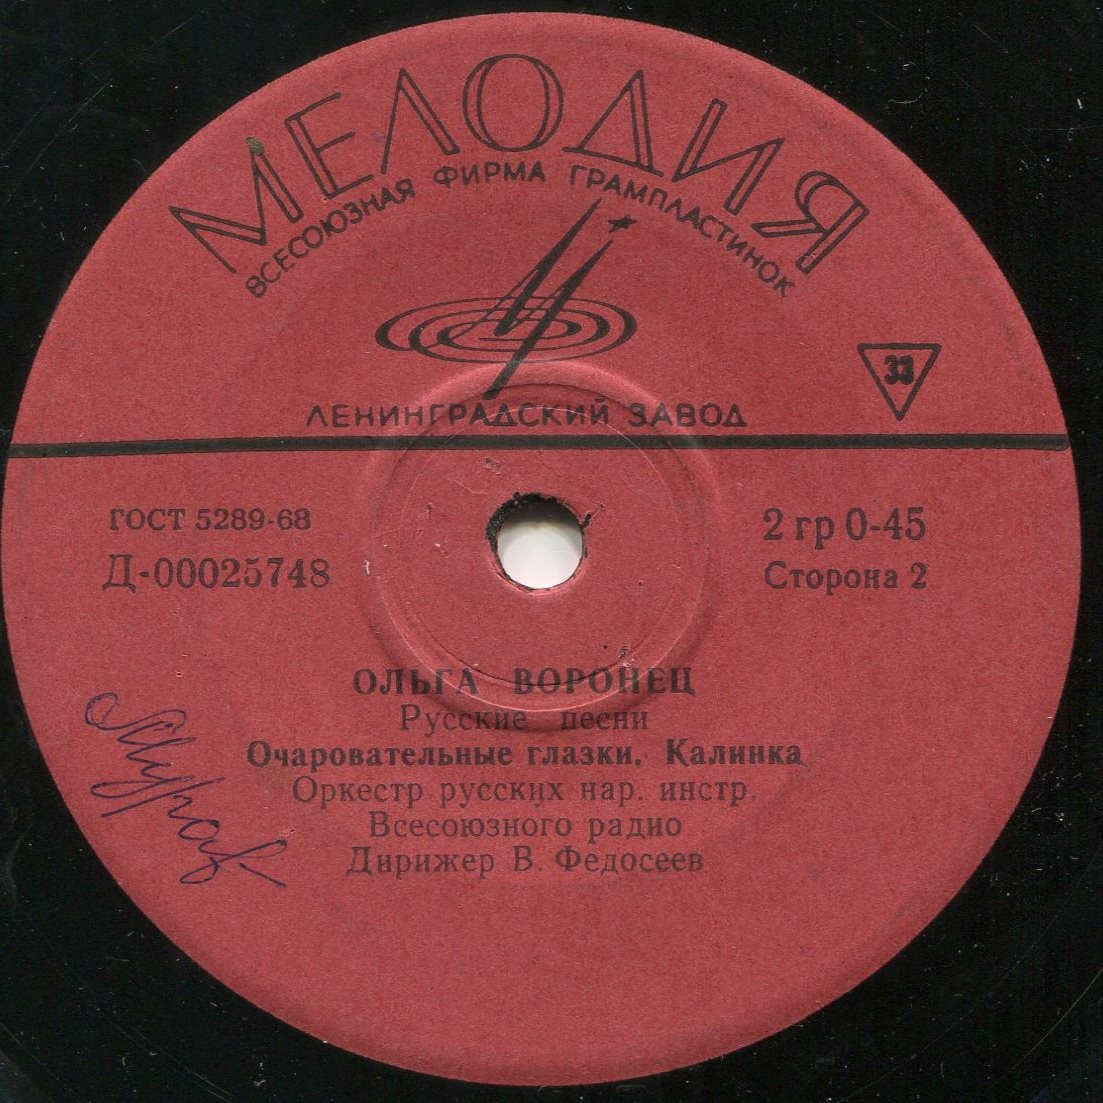 МЕЛОДИЯ
ВСЕСОЮЗНАЯ ФИРМА ГРАМПЛАСТИНОК
33
ЛЕНИНГРАДСКИЙ ЗАВОД
ГОСТ 5289-68
2 гр 0-45
Д-00025748
Сторона 2
ОЛЬГА ВОРОНЕЦ
Русские песни
Очаровательные глазки. Калинка
Оркестр русских нар. инстр.
Всесоюзного радио
Дирижер В. Федосеев